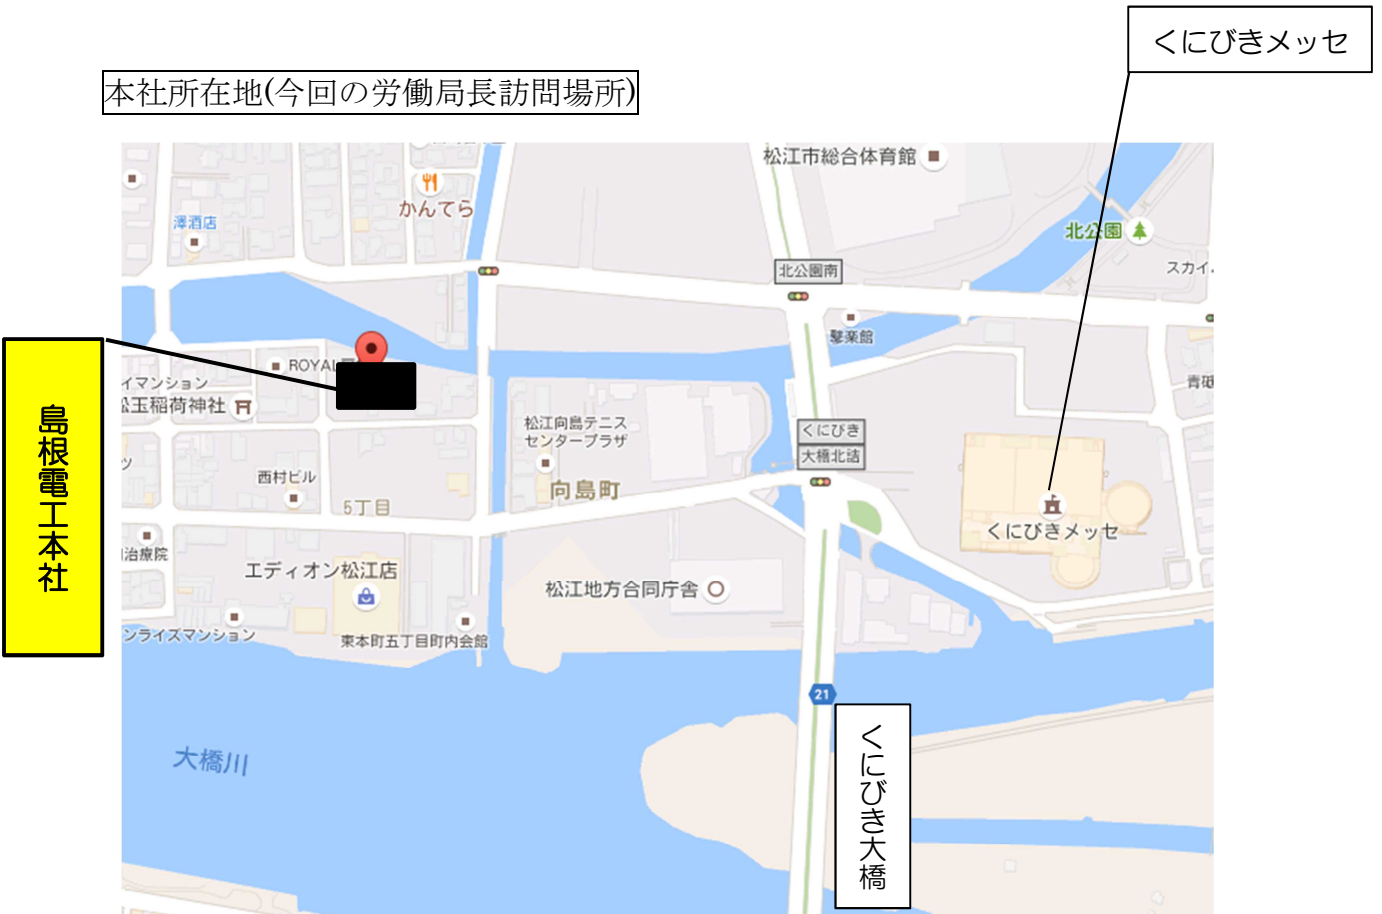 くにびきメッセ
本社所在地(今回の労働局長訪問場所)
松江市総合体育館
かんてら
澤酒店
北公園
スカイ
北公園南
琴楽館
ROYAL
イマンション
玉稲荷神社
青砥
松江向島テニス
センタープラザ
くにびき
大橋北詰
島根電工本社
ツ
西村ビル
向島町
5丁目
くにびきメッセ
治療院
エディオン松江店
松江地方合同庁舎
ンライズマンション
東本町五丁目町内会館
21
大橋川
くにびき大橋